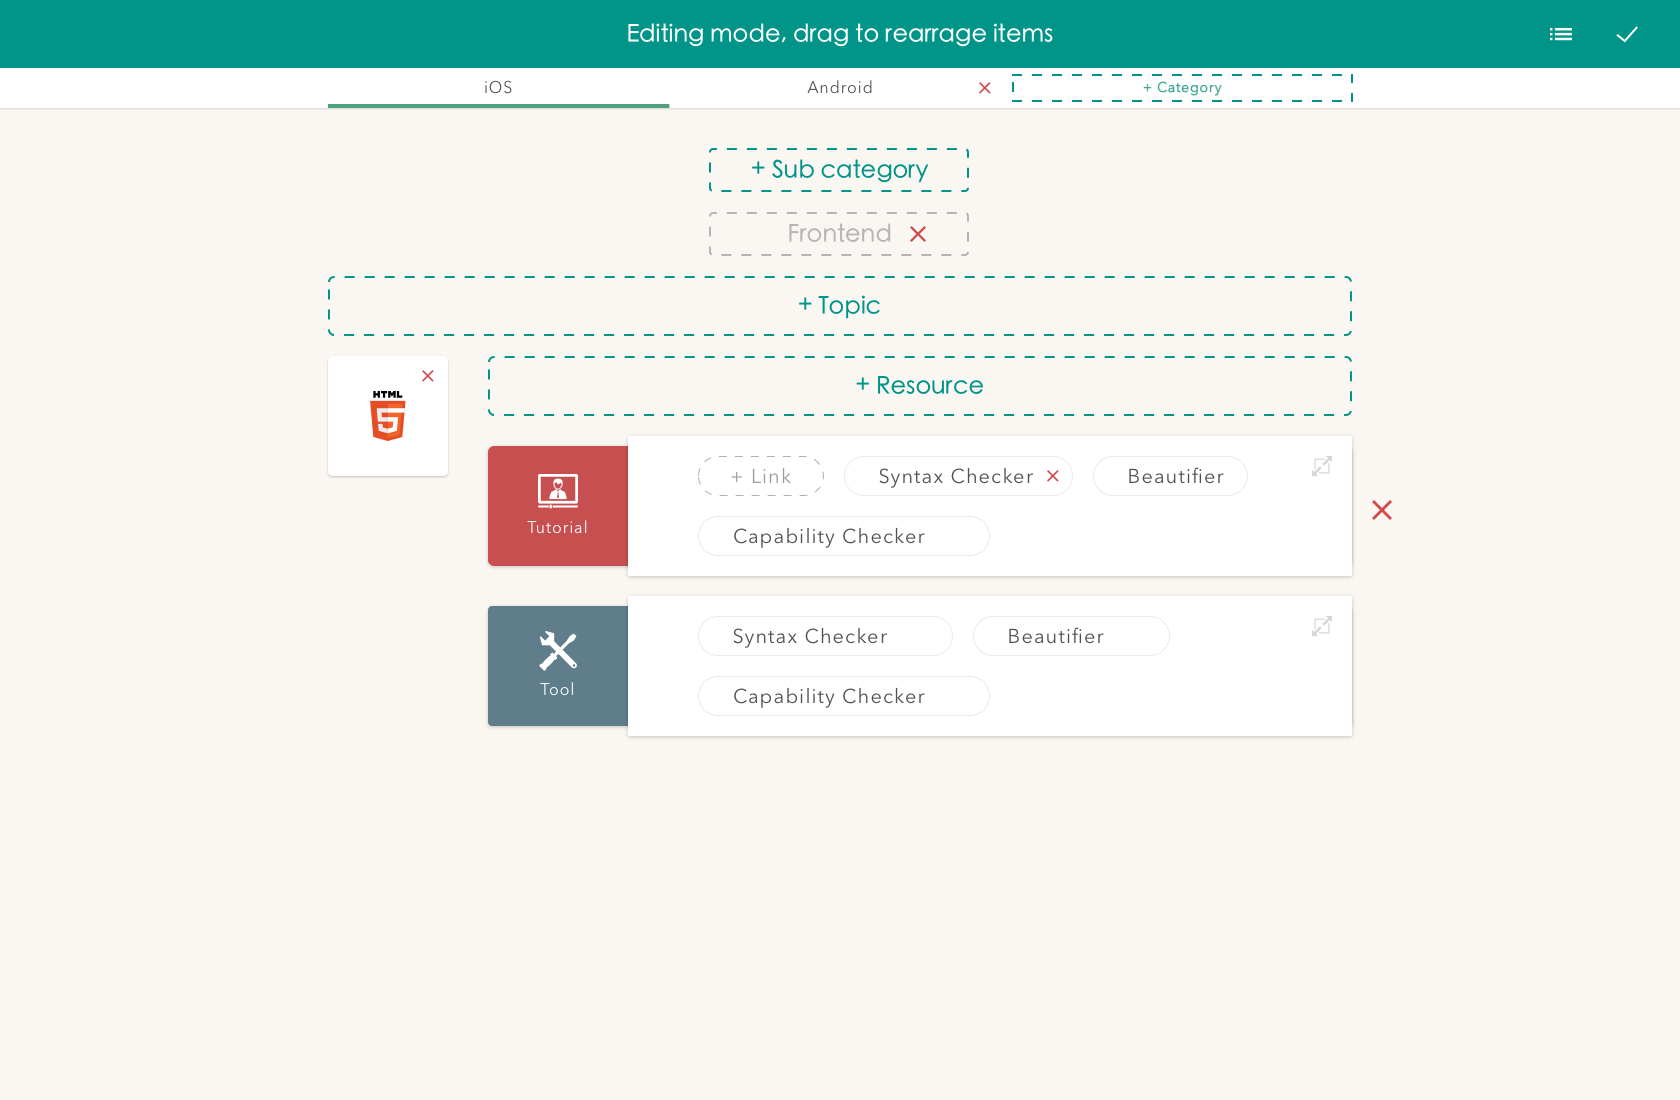 Editing mode, drag to rearrage items
iOS
Android
+ Category
+ Sub category
Frontend
+ Topic
HTML
5
+ Resource
Tutorial
+ Link
Syntax Checker
Beautifier
Capability Checker
Tool
Syntax Checker
Beautifier
Capability Checker